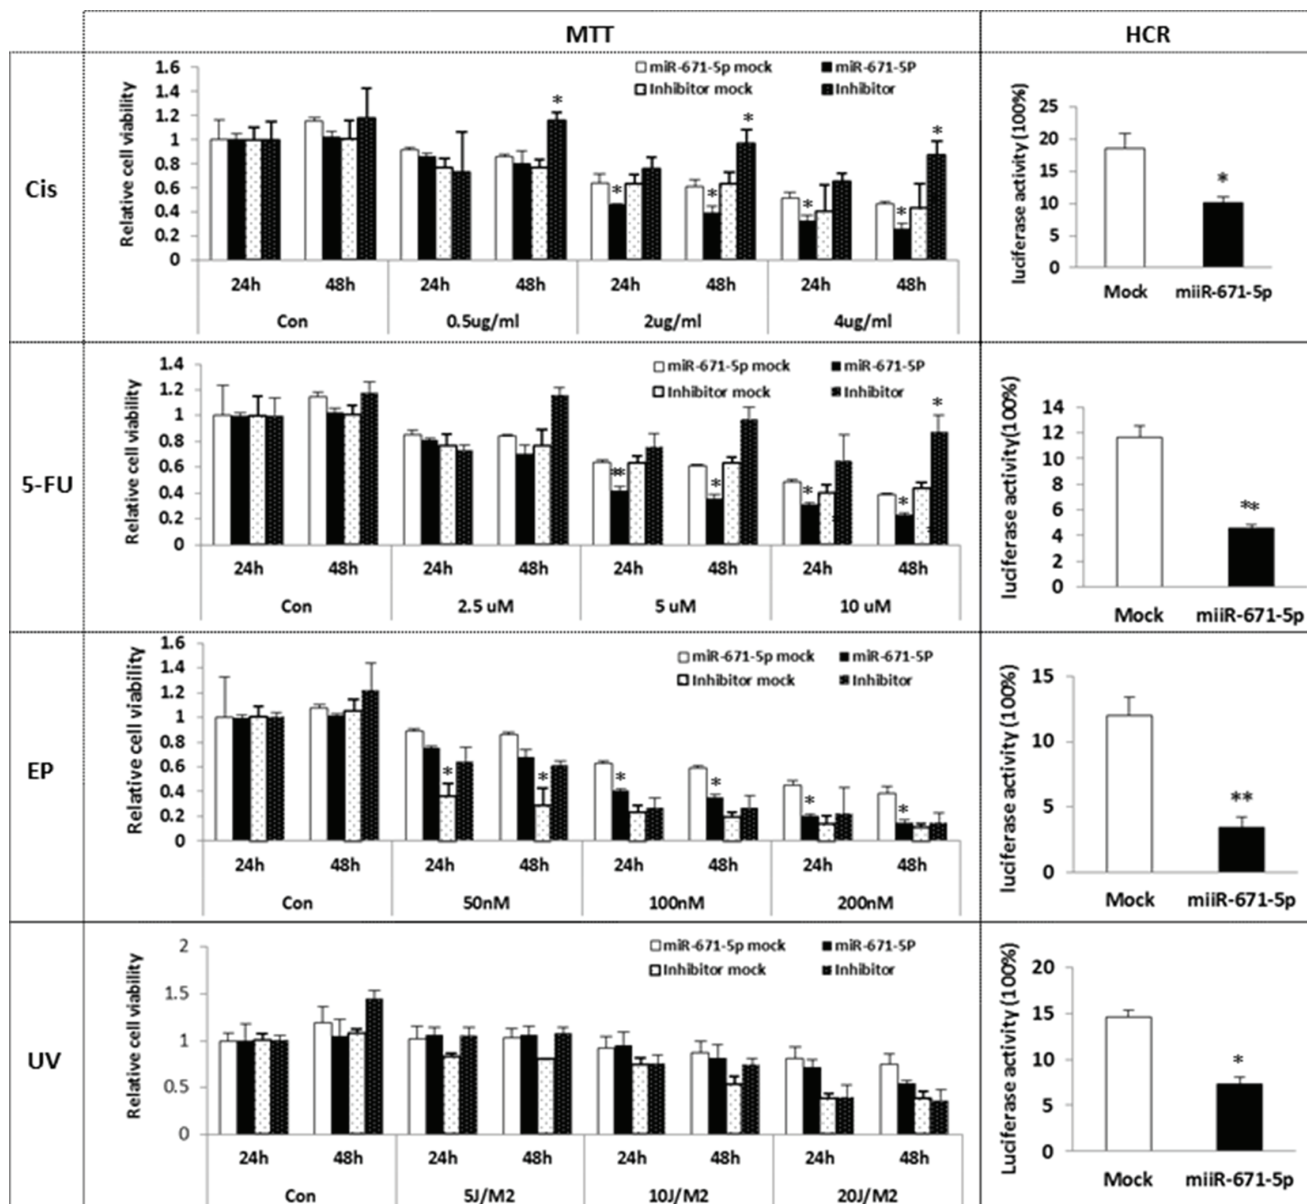 MTT HCR
Cis
Relative cell viability
1.6
1.4
1.2
1
0.8
0.6
0.4
0.2
0
miR-671-5p mock miR-671-5P
Inhibitor mock Inhibitor
* * * * * * *
* *
24h 48h 24h 48h 24h 48h 24h 48h
Con 0.5ug/ml 2ug/ml 4ug/ml
luciferase activity (100%)
25
20
15
10
5
0
*
Mock miiR-671-5p
5-FU
Relative cell viability
1.4
1.2
1
0.8
0.6
0.4
0.2
0
miR-671-5p mock miR-671-5P
Inhibitor mock Inhibitor
** * * * *
24h 48h 24h 48h 24h 48h 24h 48h
Con 2.5 uM 5 uM 10 uM
luciferase activity(100%)
14
12
10
8
6
4
2
0
**
Mock miiR-671-5p
EP
Relative cell viability
1.6
1.4
1.2
1
0.8
0.6
0.4
0.2
0
miR-671-5p mock miR-671-5P
Inhibitor mock Inhibitor
* * * * * *
24h 48h 24h 48h 24h 48h 24h 48h
Con 50nM 100nM 200nM
luciferase activity (100%)
15
10
5
0
**
Mock miiR-671-5p
UV
Relative cell viability
2
1.5
1
0.5
0
miR-671-5p mock miR-671-5P
Inhibitor mock Inhibitor
24h 48h 24h 48h 24h 48h 24h 48h
Con 5J/M2 10J/M2 20J/M2
Luciferase activity (100%)
20
15
10
5
0
*
Mock miiR-671-5p